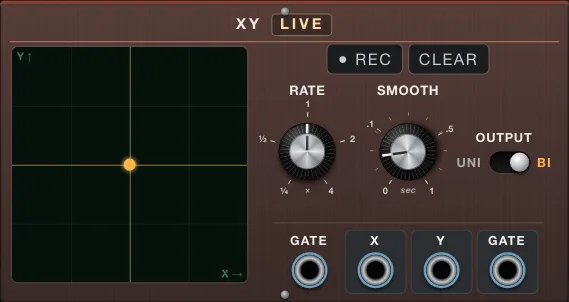 XY LIVE
Y ↑
● REC CLEAR
RATE SMOOTH
1
½ 2
.1 .5
¼ × 4
0 sec 1
OUTPUT
UNI BI
X →
GATE X Y GATE